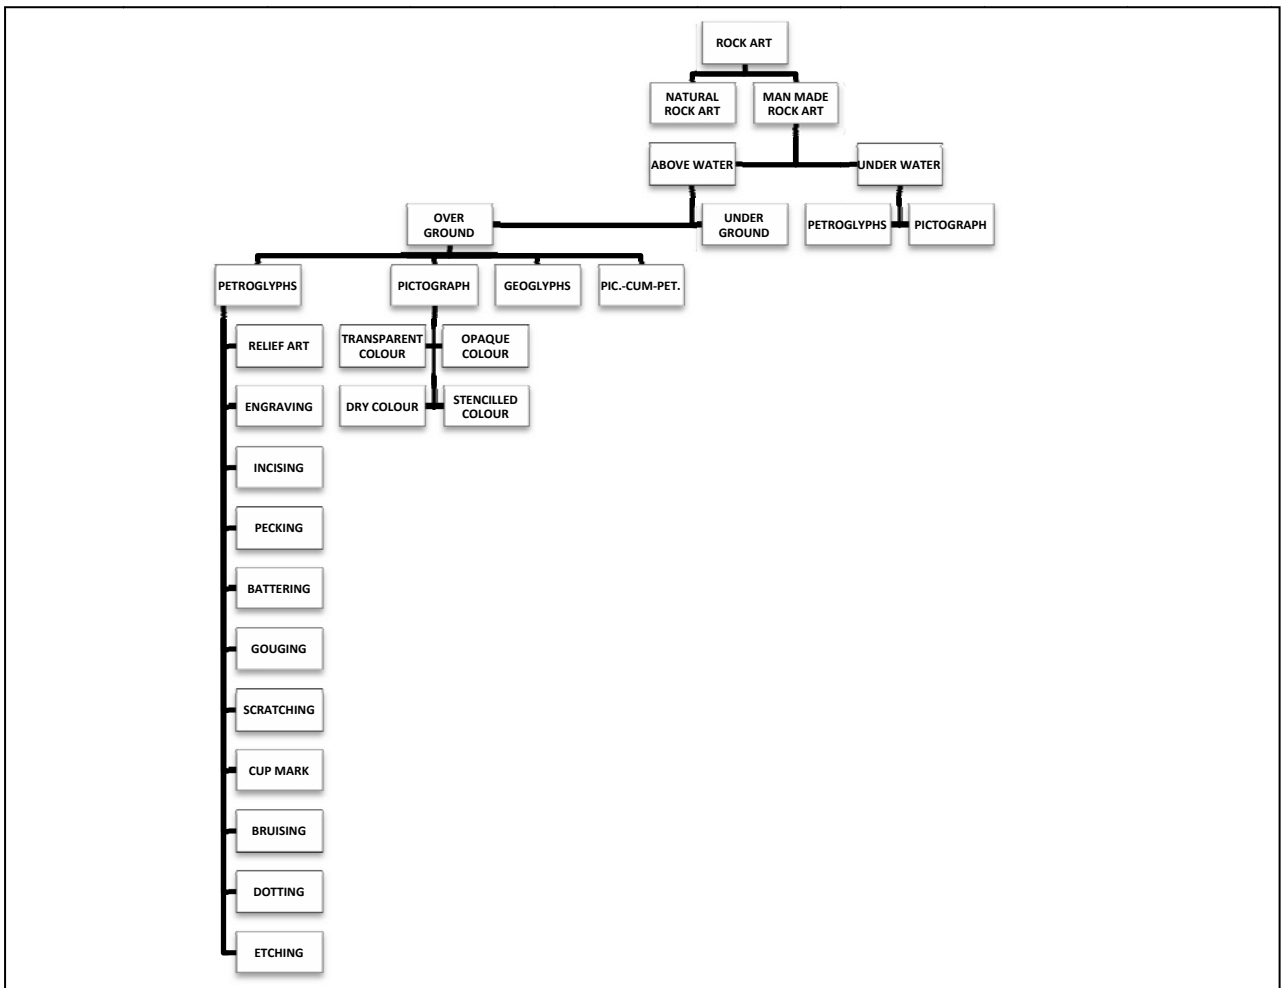 ROCK ART
NATURAL
ROCK ART
MAN MADE
ROCK ART
ABOVE WATER
UNDER WATER
OVER
GROUND
UNDER
GROUND
PETROGLYPHS
PICTOGRAPH
PETROGLYPHS
PICTOGRAPH
GEOGLYPHS
PIC.-CUM-PET.
RELIEF ART
TRANSPARENT
COLOUR
OPAQUE
COLOUR
ENGRAVING
DRY COLOUR
STENCILLED
COLOUR
INCISING
PECKING
BATTERING
GOUGING
SCRATCHING
CUP MARK
BRUISING
DOTTING
ETCHING